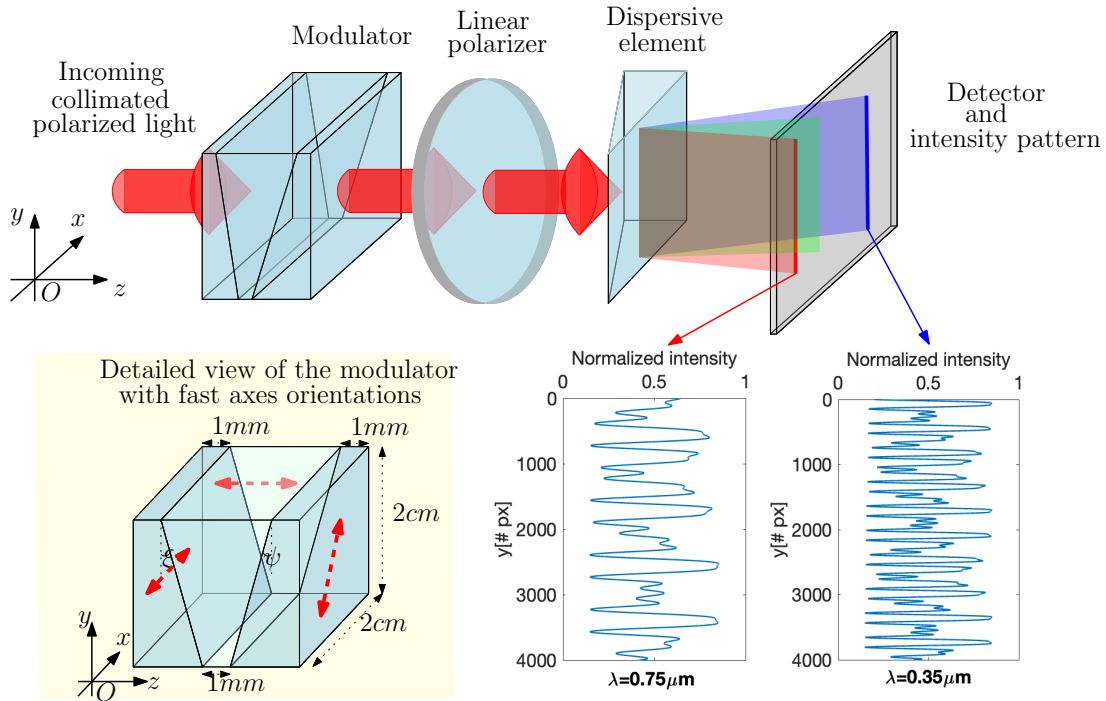 Incoming
collimated
polarized light
Modulator
Linear
polarizer
Dispersive
element
Detector
and
intensity pattern
y
x
z
O
Detailed view of the modulator
with fast axes orientations
1mm
1mm
2cm
2cm
1mm
ξ
ψ
y
x
z
O
Normalized intensity
0 0.5 1
0
1000
2000
3000
4000
y[# px]
λ=0.75μm
Normalized intensity
0 0.5 1
0
1000
2000
3000
4000
y[# px]
λ=0.35μm